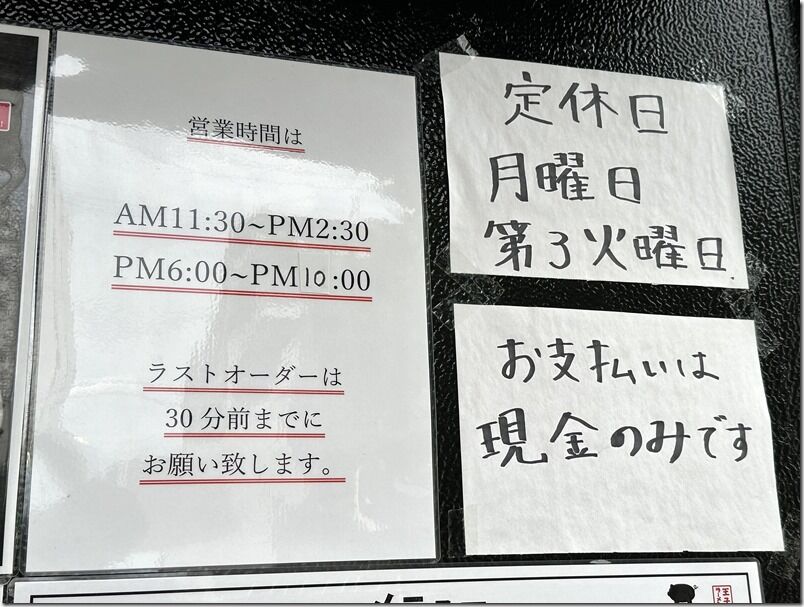 営業時間は
AM11:30~PM2:30
PM6:00~PM10:00
ラストオーダーは
30分前までに
お願い致します。
定休日
月曜日
第3火曜日
お支払いは
現金のみです